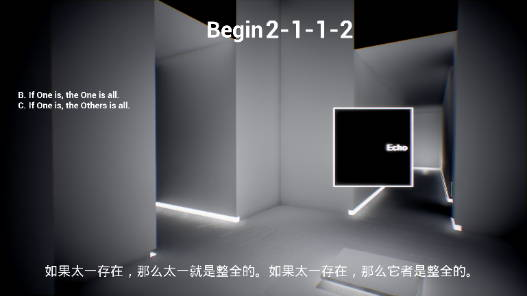 Begin 2-1-1-2
B. If One is, the One is all.
C. If One is, the Others is all.
Echo
如果太一存在，那么太一就是整全的。如果太一存在，那么它者是整全的。